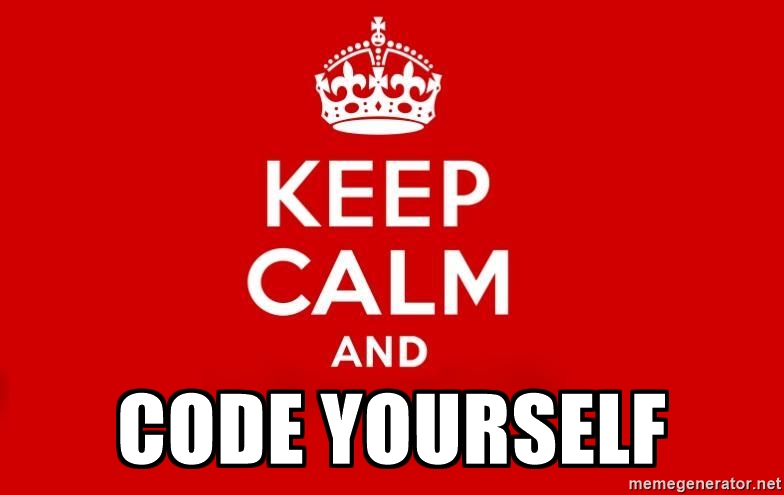 KEEP
CALM
AND
CODE YOURSELF
memegenerator.net